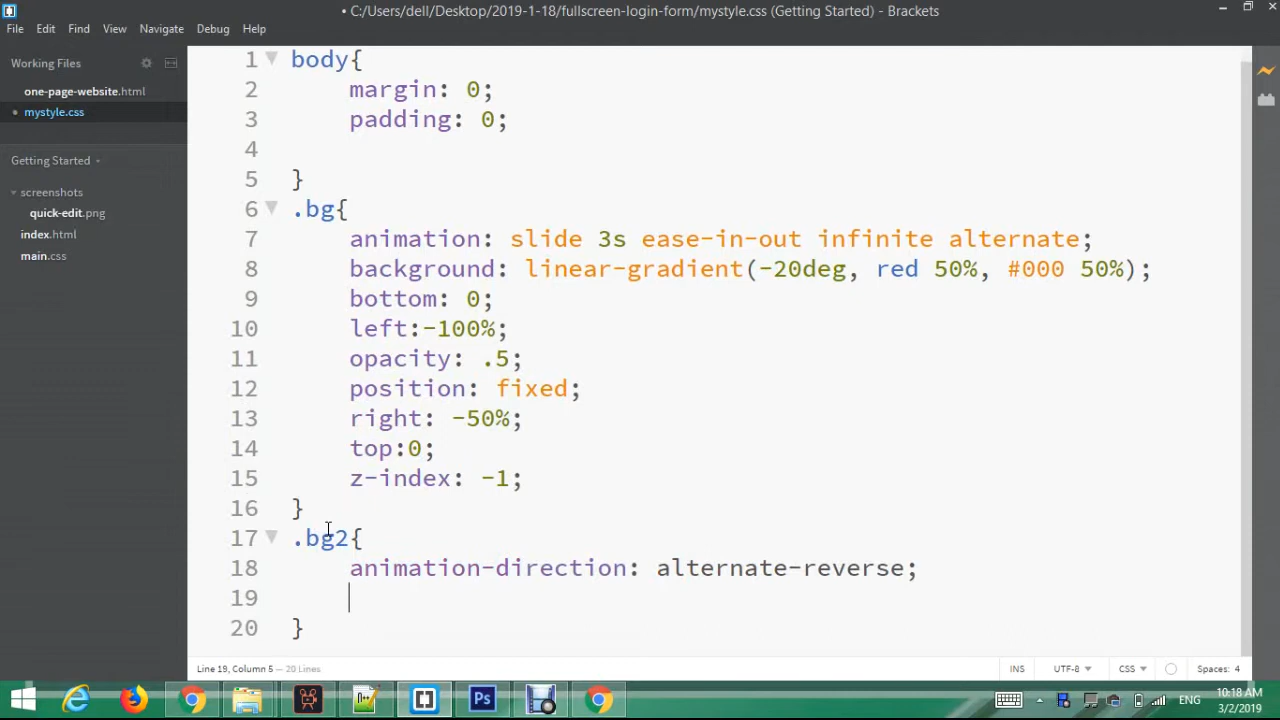 • C:/Users/dell/Desktop/2019-1-18/fullscreen-login-form/mystyle.css (Getting Started) - Brackets
File Edit Find View Navigate Debug Help
Working Files
one-page-website.html
• mystyle.css
Getting Started
screenshots
quick-edit.png
index.html
main.css
1 body{
2 margin: 0;
3 padding: 0;
4
5 }
6 .bg{
7 animation: slide 3s ease-in-out infinite alternate;
8 background: linear-gradient(-20deg, red 50%, #000 50%);
9 bottom: 0;
10 left:-100%;
11 opacity: .5;
12 position: fixed;
13 right: -50%;
14 top:0;
15 z-index: -1;
16 }
17 .bg2{
18 animation-direction: alternate-reverse;
19
20 }
Line 19, Column 5 - 20 Lines
INS UTF-8 CSS Spaces: 4
Ps
ENG
10:18 AM
3/2/2019